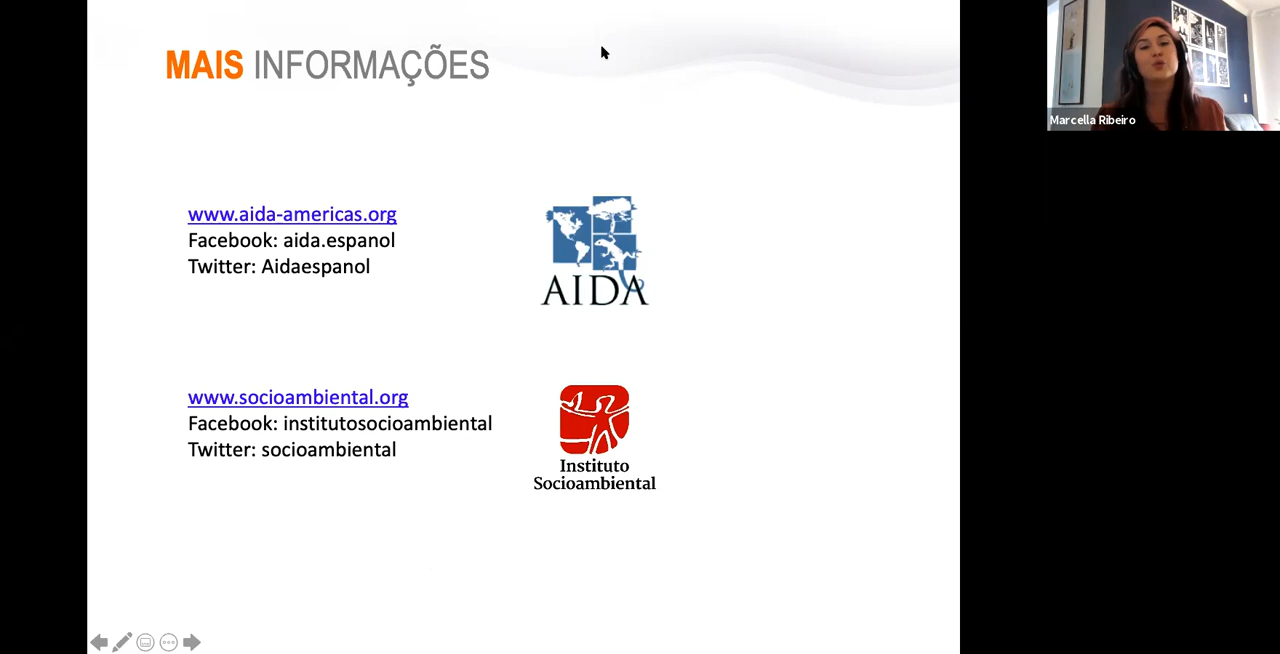 MAIS INFORMAÇÕES
Marcella Ribeiro
www.aida-americas.org
Facebook: aida.espanol
Twitter: Aidaespanol
AIDA
www.socioambiental.org
Facebook: institutosocioambiental
Twitter: socioambiental
Instituto
Socioambiental